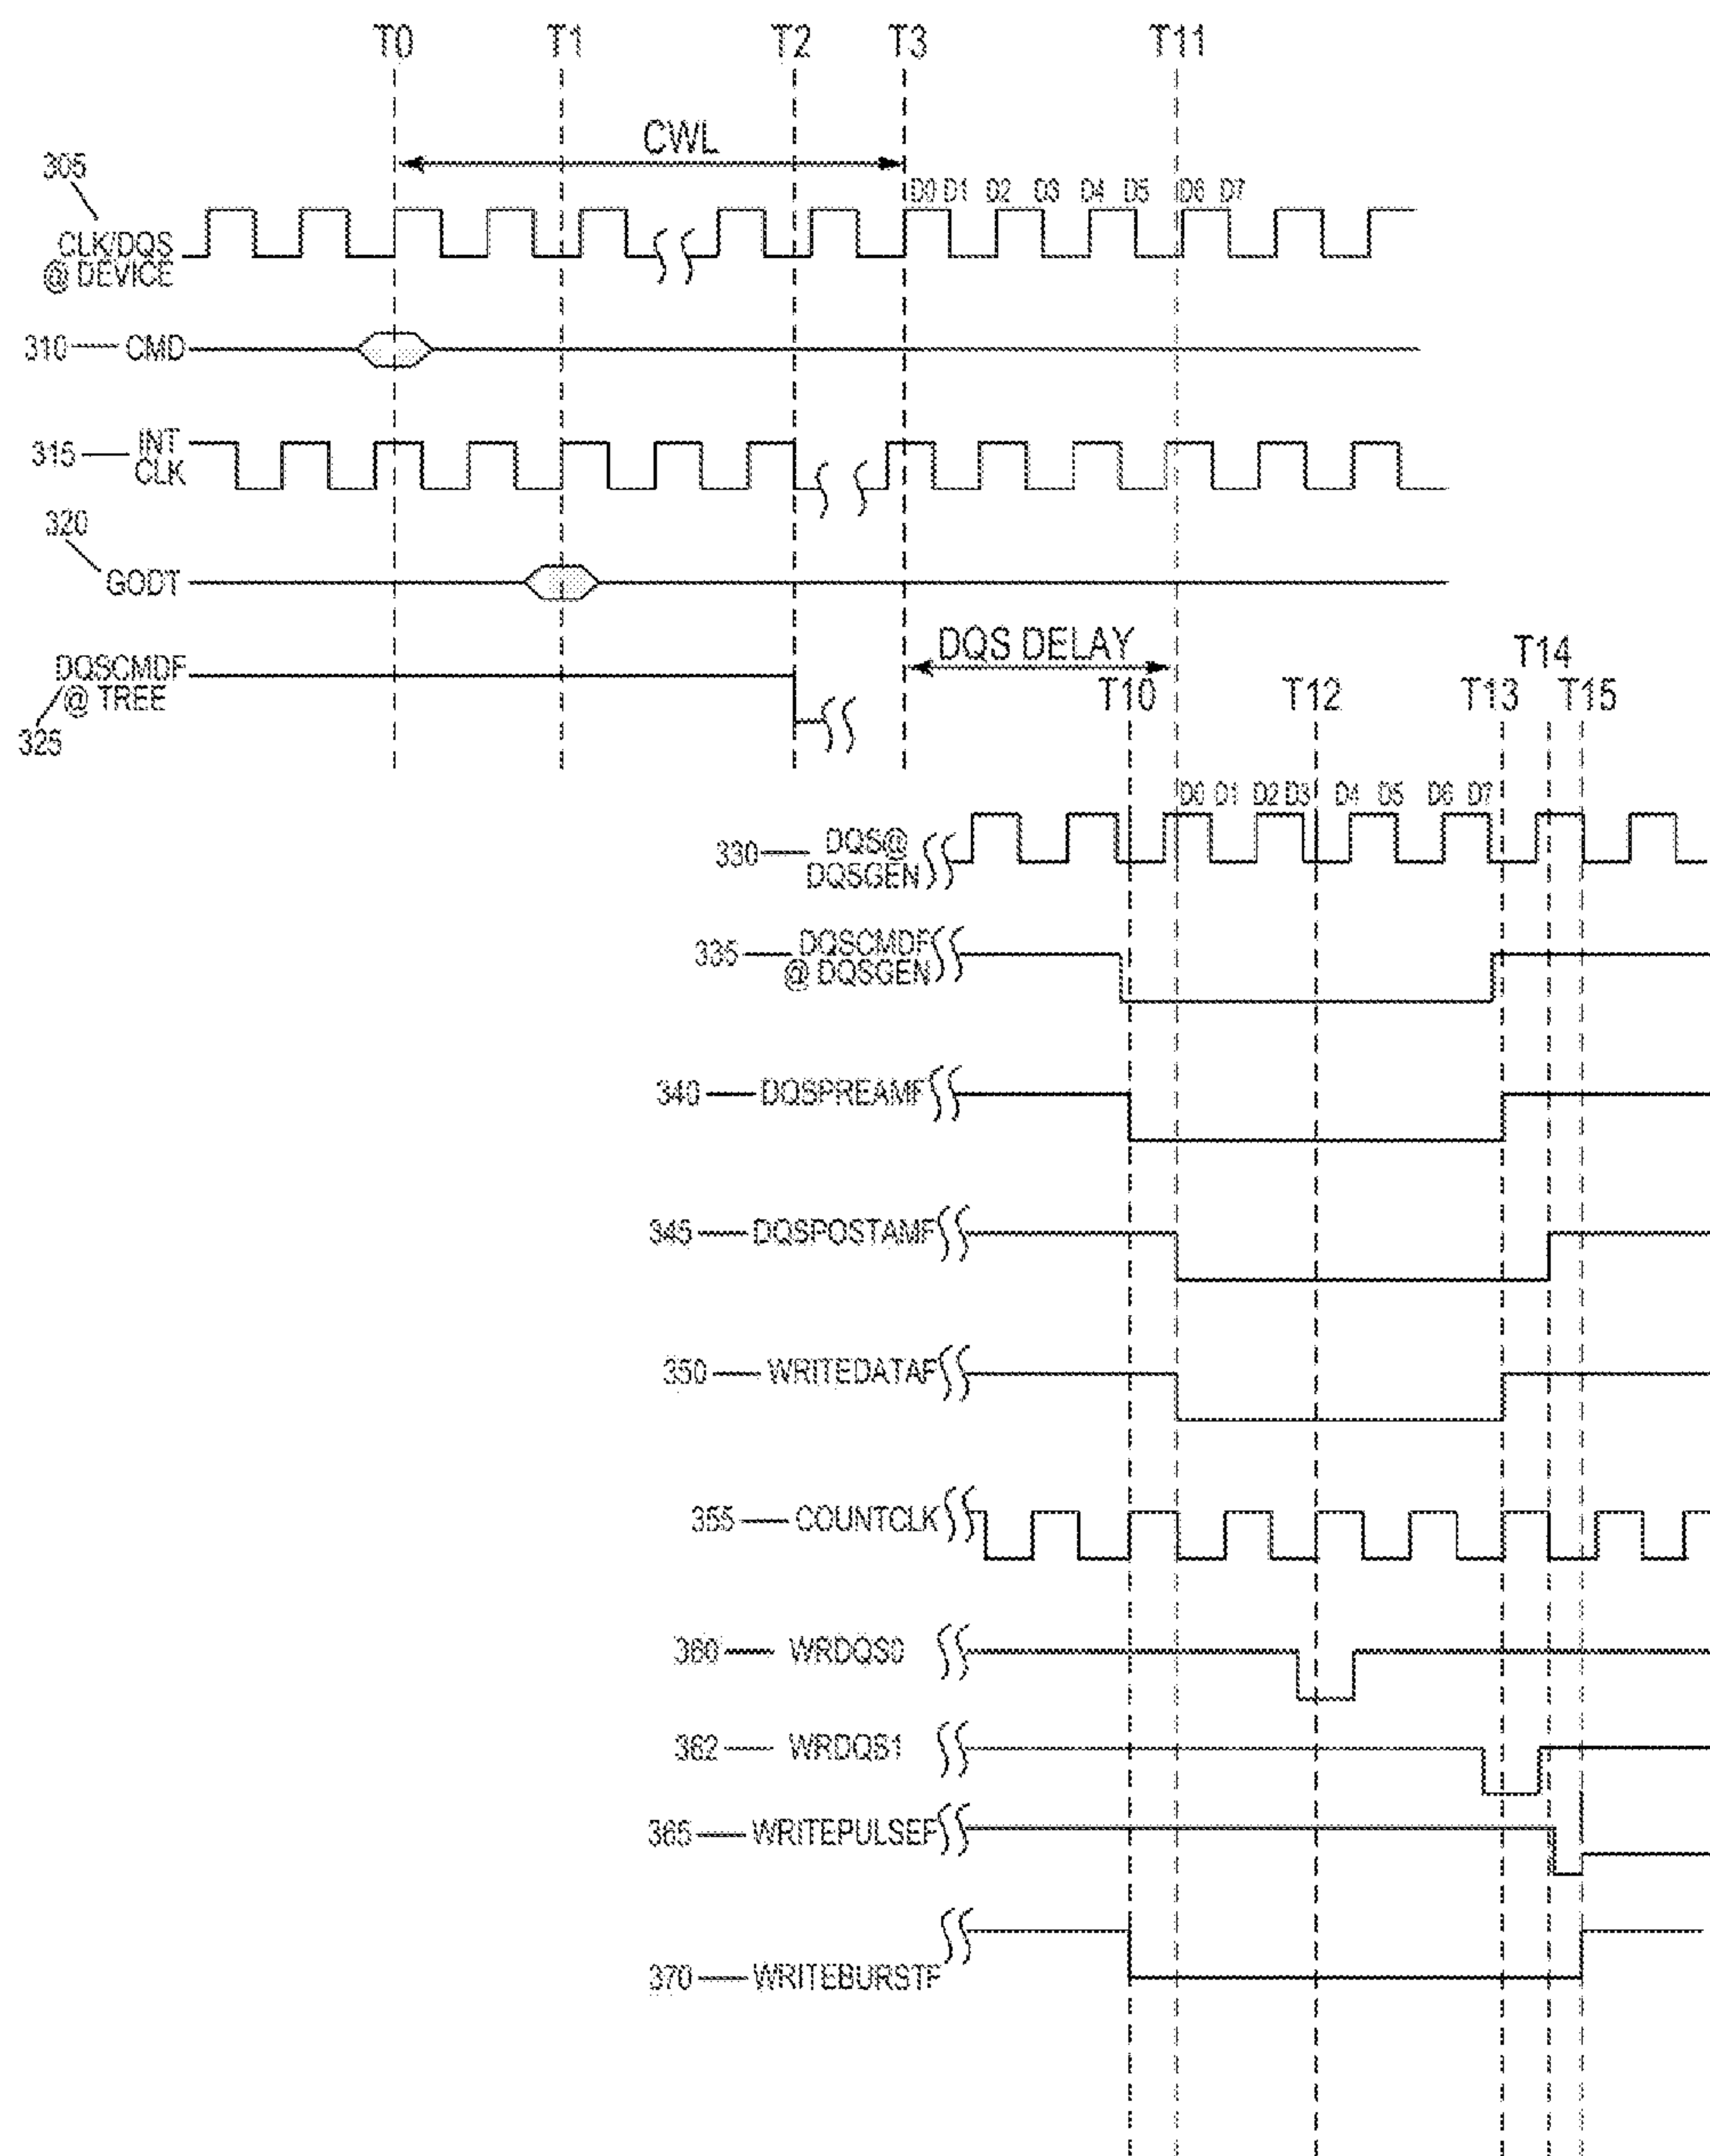 T0 T1 T2 T3 T11
CWL
305
D0 D1 D2 D3 D4 D5 D6 D7
CLK/DQS
@ DEVICE
310 CMD
315 INT
CLK
320
GODT
DQS DELAY
DQSCMDF
@ TREE
325
T14
T10 T12 T13 T15
D0 D1 D2 D3 D4 D5 D6 D7
330 DQS@
DQSGEN
335 DQSCMDF
@ DQSGEN
340 DQSPREAMF
345 DQSPOSTAMF
350 WRITEDATAF
355 COUNTCLK
360 WRDQS0
362 WRDQS1
365 WRITEPULSEF
370 WRITEBURSTF